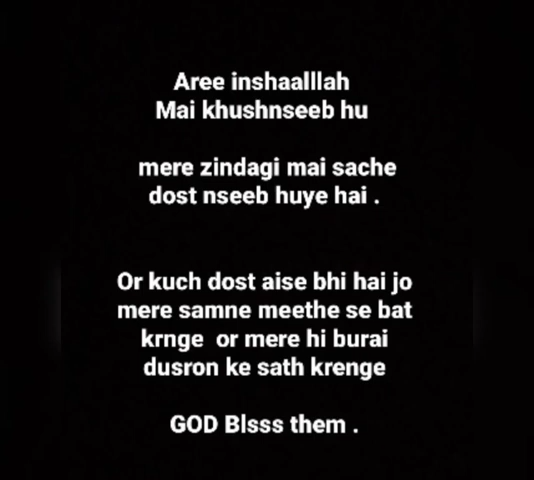 Aree inshaalllah
Mai khushnseeb hu
mere zindagi mai sache
dost nseeb huye hai .
Or kuch dost aise bhi hai jo
mere samne meethe se bat
krnge or mere hi burai
dusron ke sath krenge
GOD Blsss them .